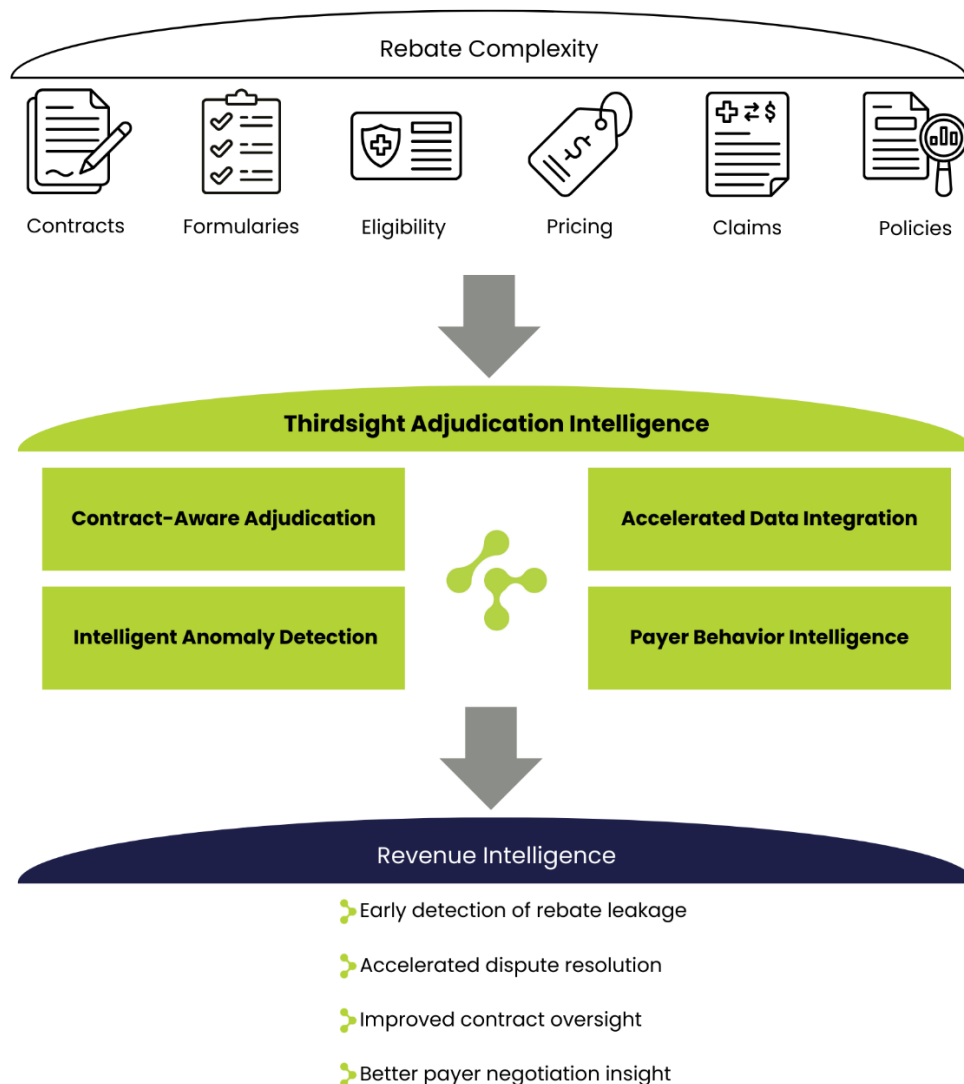 Rebate Complexity
$
$
Contracts
Formularies
Eligibility
Pricing
Claims
Policies
Thirdsight Adjudication Intelligence
Contract-Aware Adjudication
Accelerated Data Integration
Intelligent Anomaly Detection
Payer Behavior Intelligence
Revenue Intelligence
Early detection of rebate leakage
Accelerated dispute resolution
Improved contract oversight
Better payer negotiation insight